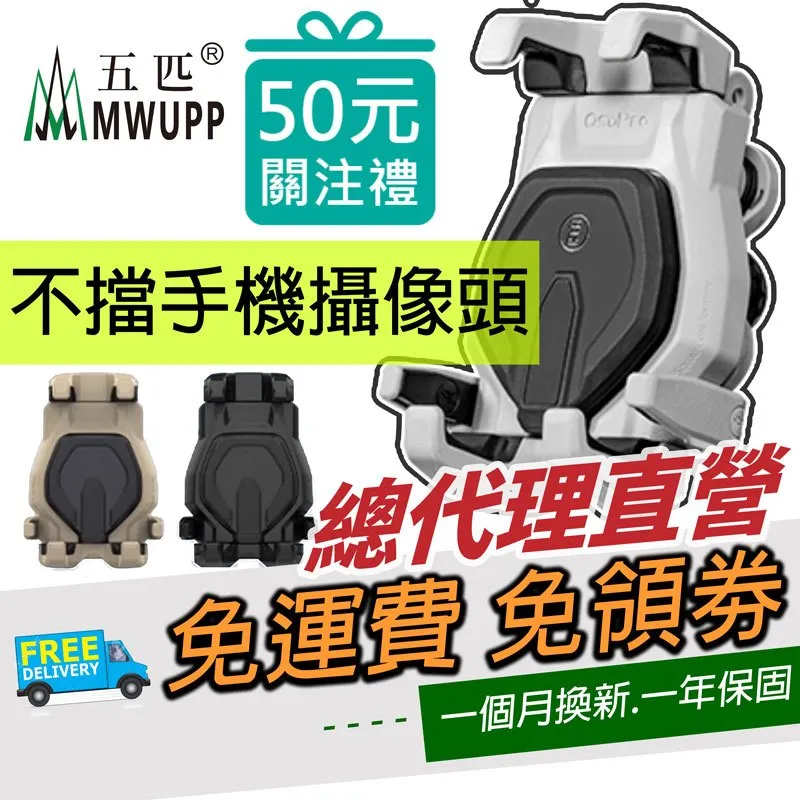 五匹®
MWUPP
50元
關注禮
OsoPro
不擋手機攝像頭
總代理直營
免運費 免領券
FREE
DELIVERY
一個月換新.一年保固